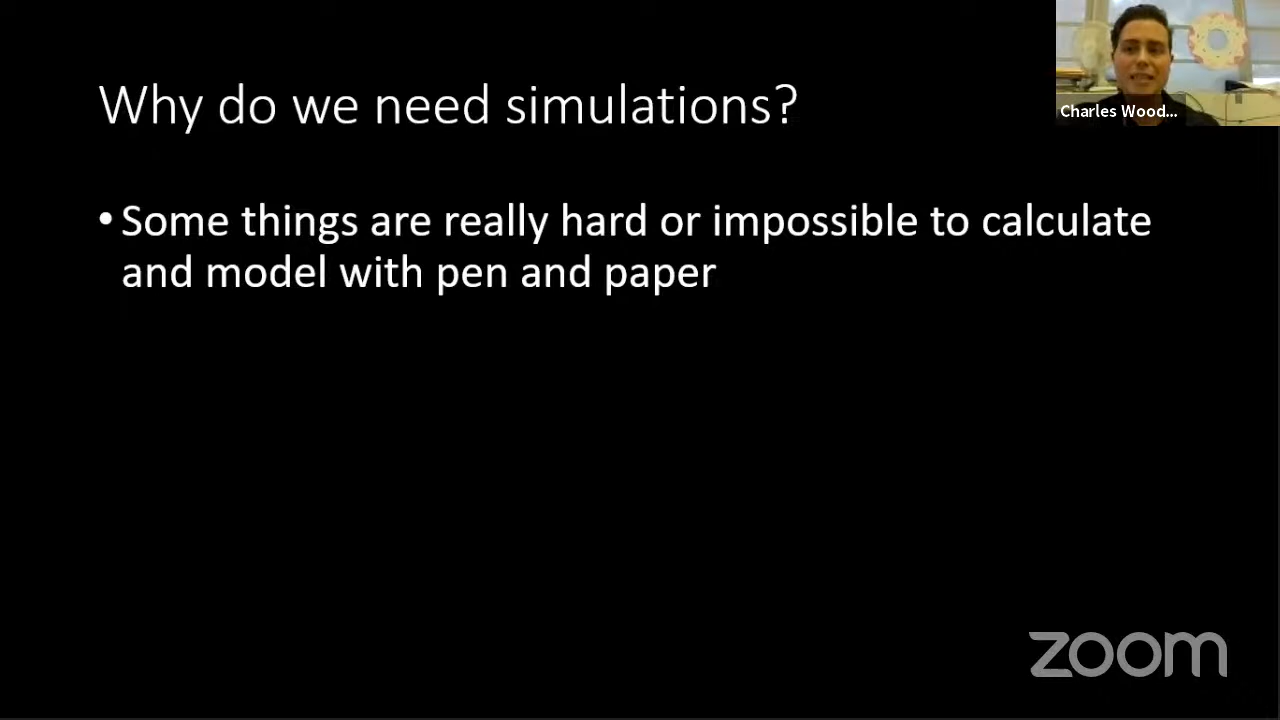 Why do we need simulations?
Charles Wood...
• Some things are really hard or impossible to calculate
and model with pen and paper
zoom